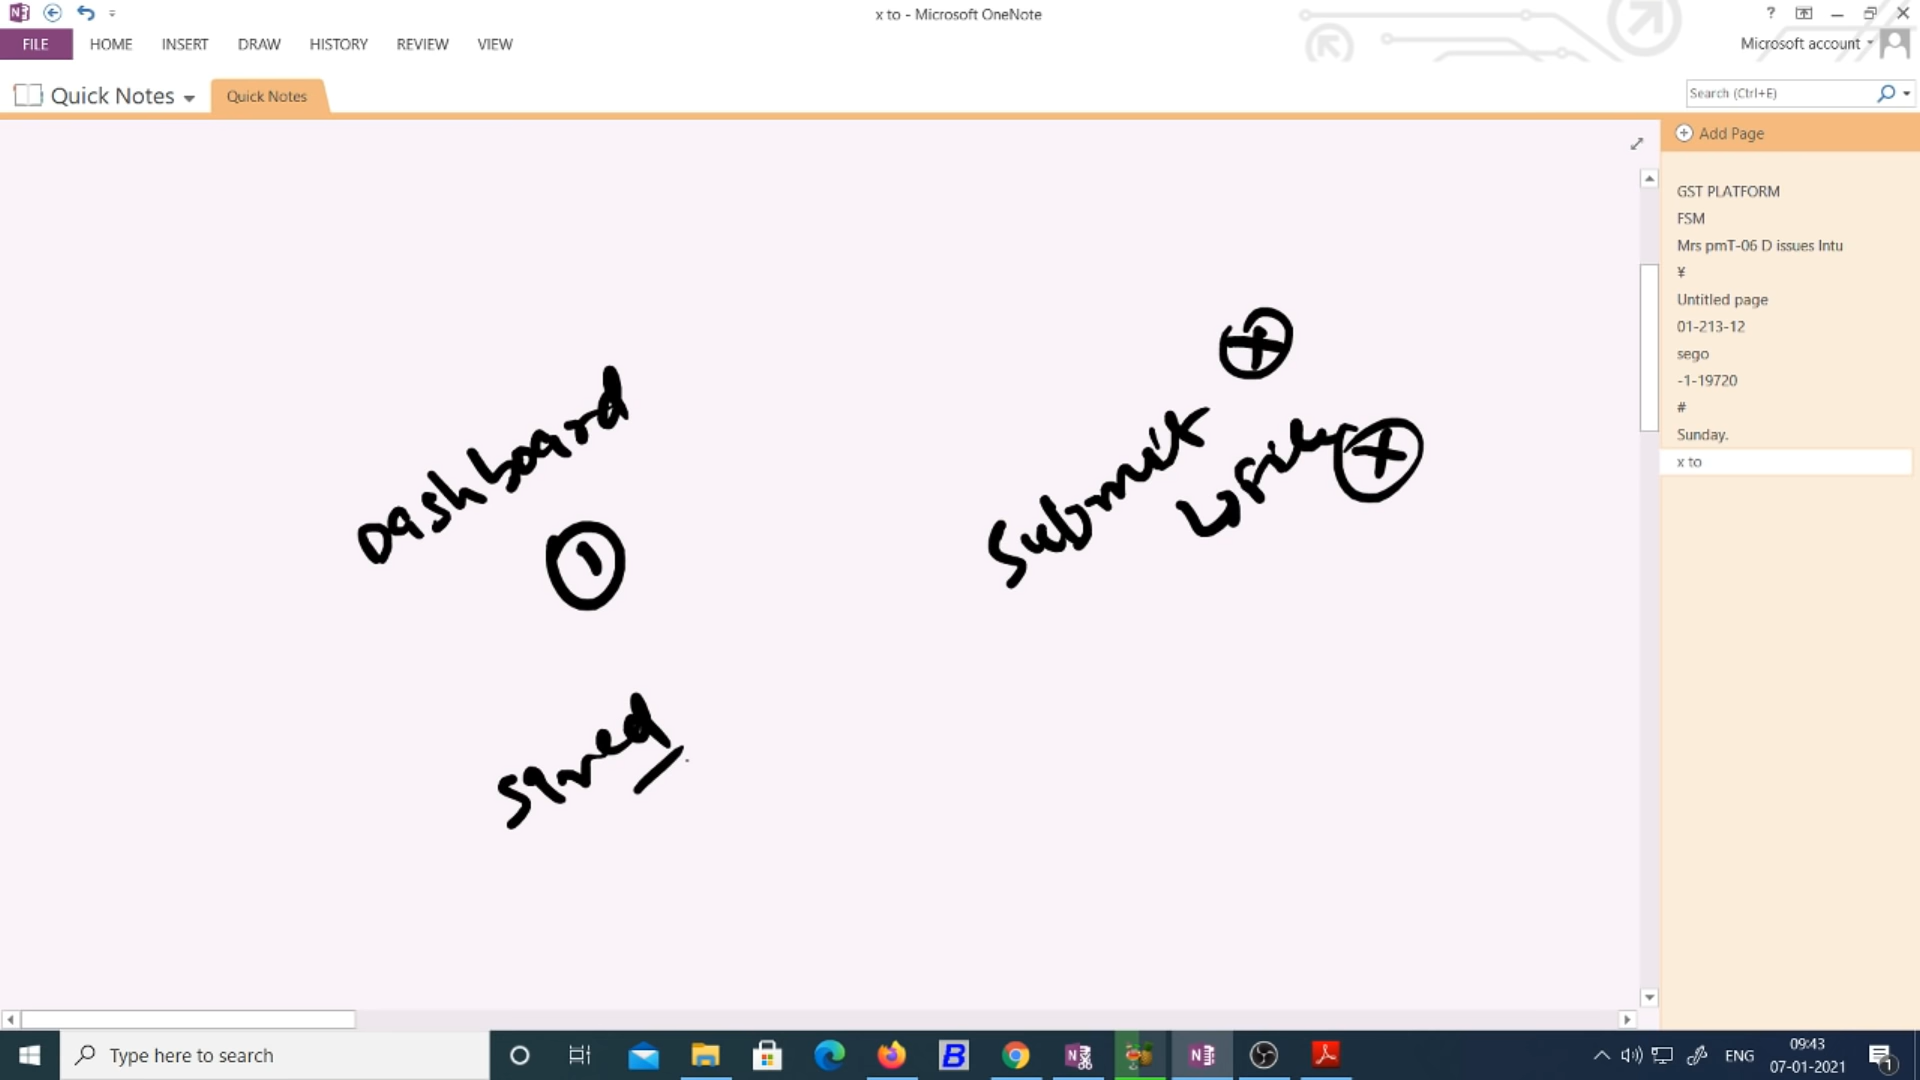 x to - Microsoft OneNote
?
FILE HOME INSERT DRAW HISTORY REVIEW VIEW
Microsoft account
Quick Notes
Quick Notes
Search (Ctrl+E)
Add Page
GST PLATFORM
FSM
Mrs pmT-06 D issues Intu
¥
Untitled page
01-213-12
sego
-1-19720
#
Sunday.
x to
Dashboard
1
Saved
+
Submit
+
Type here to search
B
ENG
09:43
07-01-2021
1